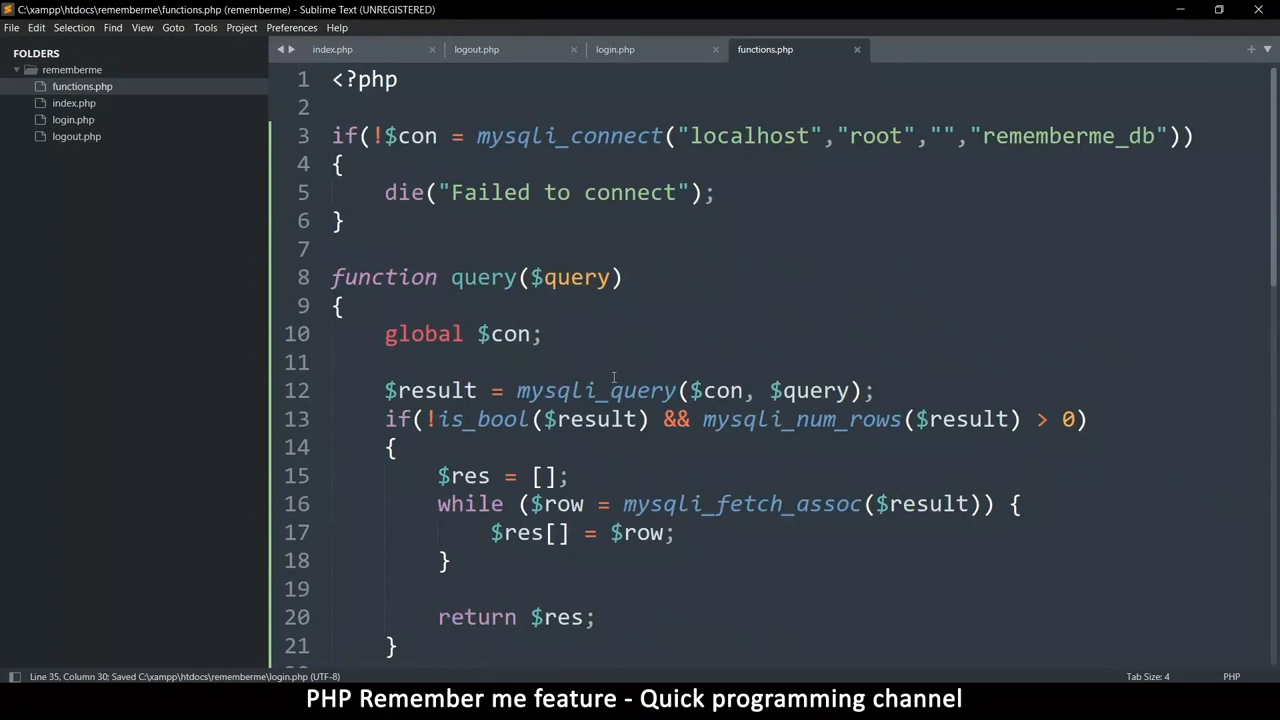 C:\xampp\htdocs\rememberme\functions.php (rememberme) - Sublime Text (UNREGISTERED)
File Edit Selection Find View Goto Tools Project Preferences Help
FOLDERS
rememberme
functions.php
index.php
login.php
logout.php
index.php logout.php login.php functions.php
1 <?php
2
3 if(!$con = mysqli_connect("localhost","root","","rememberme_db"))
4 {
5 die("Failed to connect");
6 }
7
8 function query($query)
9 {
10 global $con;
11
12 $result = mysqli_query($con, $query);
13 if(!is_bool($result) && mysqli_num_rows($result) > 0)
14 {
15 $res = [];
16 while ($row = mysqli_fetch_assoc($result)) {
17 $res[] = $row;
18 }
19
20 return $res;
21 }
Line 35, Column 30; Saved C:\xampp\htdocs\rememberme\login.php (UTF-8) Tab Size: 4 PHP
PHP Remember me feature - Quick programming channel